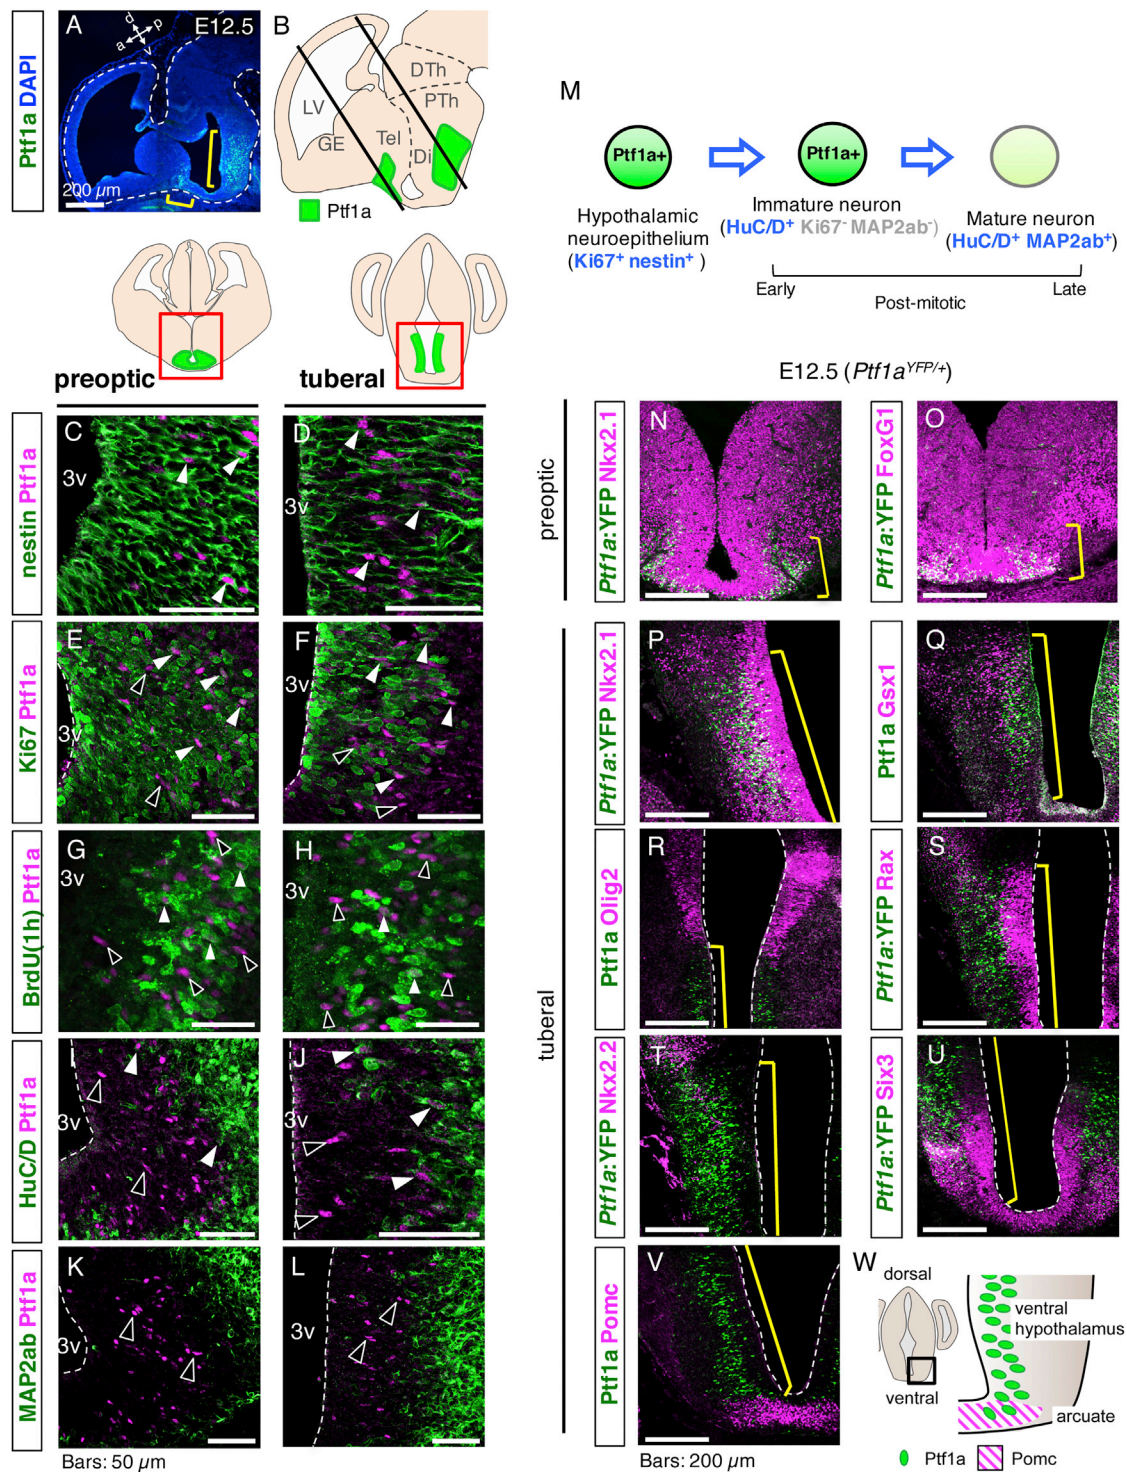 A
E12.5
d
p
a
v
200 µm
Ptf1a DAPI
B
LV
GE
Tel
DTh
PTh
Di
Ptf1a
preoptic
tuberal
nestin Ptf1a
C
3v
D
3v
Ki67 Ptf1a
E
3v
F
3v
BrdU(1h) Ptf1a
G
3v
H
3v
HuC/D Ptf1a
I
3v
J
3v
MAP2ab Ptf1a
K
3v
L
3v
Bars: 50 µm
M
Ptf1a+
Ptf1a+
Hypothalamic
neuroepithelium
(Ki67+ nestin+ )
Immature neuron
(HuC/D+ Ki67- MAP2ab-)
Mature neuron
(HuC/D+ MAP2ab+)
Early
Post-mitotic
Late
E12.5 (Ptf1aYFP/+)
preoptic
Ptf1a:YFP Nkx2.1
N
Ptf1a:YFP FoxG1
O
tuberal
Ptf1a:YFP Nkx2.1
P
Ptf1a Gsx1
Q
Ptf1a Olig2
R
Ptf1a:YFP Rax
S
Ptf1a:YFP Nkx2.2
T
Ptf1a:YFP Six3
U
Ptf1a Pomc
V
Bars: 200 µm
W
dorsal
ventral
ventral
hypothalamus
arcuate
Ptf1a
Pomc